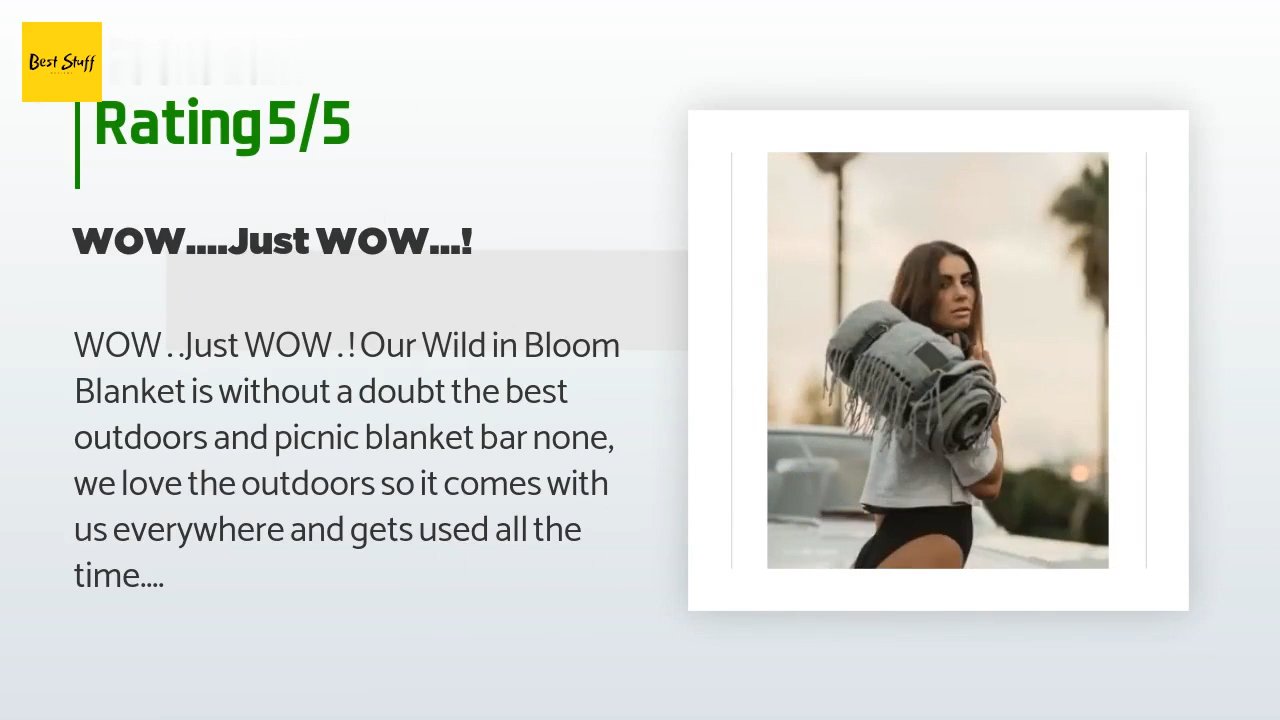 Best Stuff
Rating 5/5
WOW....Just WOW...!
WOW . .Just WOW . ! Our Wild in Bloom
Blanket is without a doubt the best
outdoors and picnic blanket bar none,
we love the outdoors so it comes with
us everywhere and gets used all the
time....